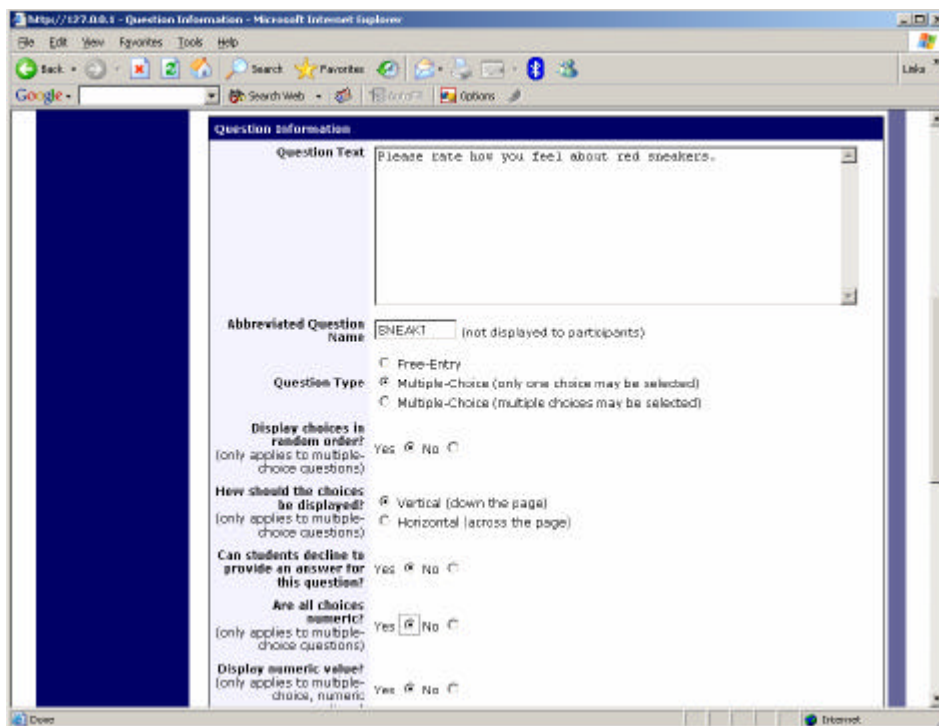 http://127.0.0.1 - Question Information - Microsoft Internet Explorer
File Edit View Favorites Tools Help
Back Search Favorites Links
Google Search Web Options
Question Information
Question Text
Please rate how you feel about red sneakers.
Abbreviated Question
Name
SNEAK1 (not displayed to participants)
Question Type
Free-Entry
Multiple-Choice (only one choice may be selected)
Multiple-Choice (multiple choices may be selected)
Display choices in
random order?
(only applies to multiple-
choice questions)
Yes No
How should the choices
be displayed?
(only applies to multiple-
choice questions)
Vertical (down the page)
Horizontal (across the page)
Can students decline to
provide an answer for
this question?
Yes No
Are all choices
numeric?
(only applies to multiple-
choice questions)
Yes No
Display numeric value?
(only applies to multiple-
choice, numeric
Yes No
Done Internet